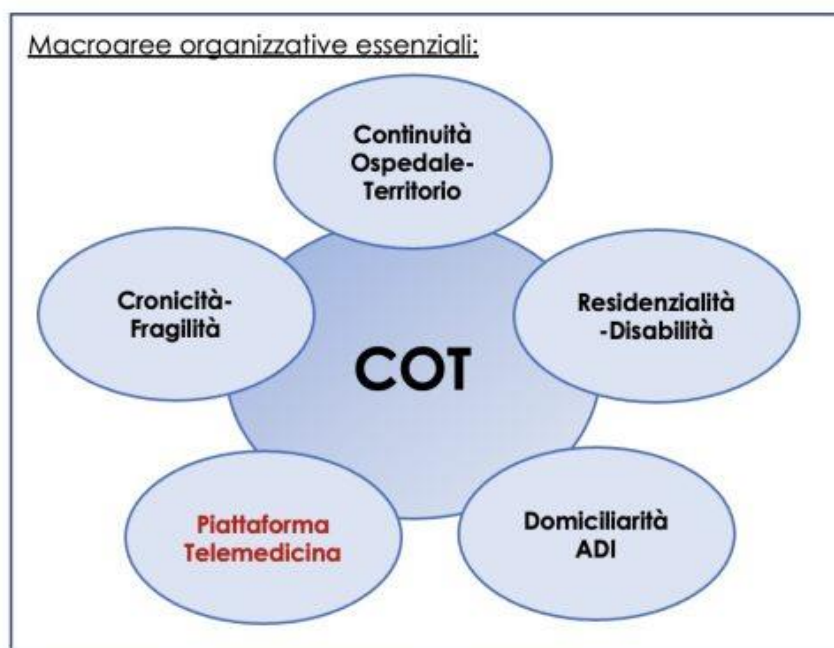 Macroaree organizzative essenziali:
Continuità
Ospedale-
Territorio
Cronicità-
Fragilità
Residenzialità
-Disabilità
COT
Piattaforma
Telemedicina
Domiciliarità
ADI